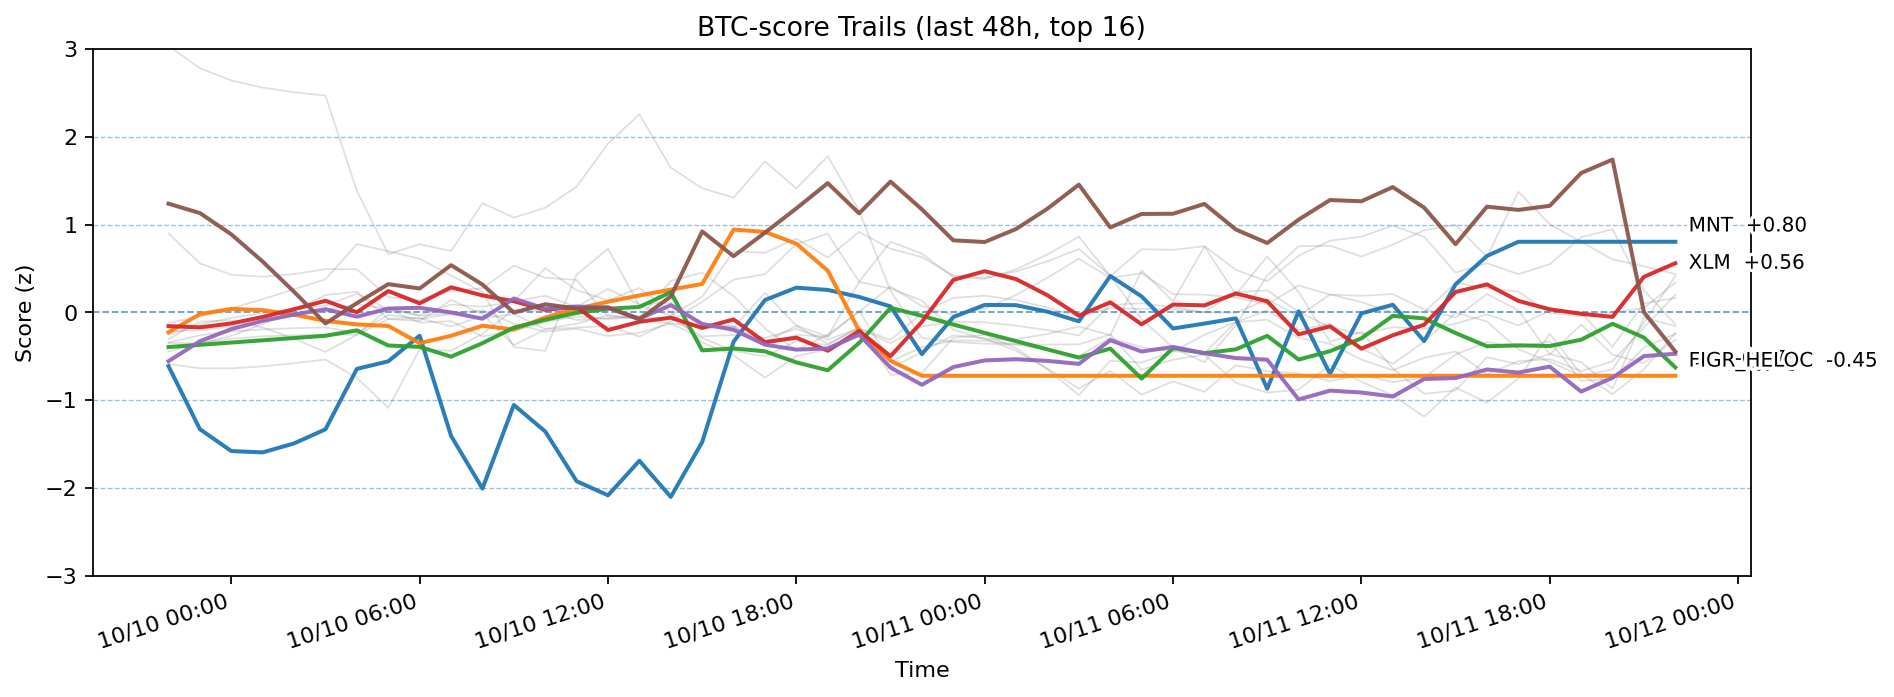 BTC-score Trails (last 48h, top 16)
Score (z)
3
2
1
0
−1
−2
−3
MNT +0.80
XLM +0.56
FIGR_HELOC -0.45
10/10 00:00
10/10 06:00
10/10 12:00
10/10 18:00
10/11 00:00
10/11 06:00
10/11 12:00
10/11 18:00
10/12 00:00
Time